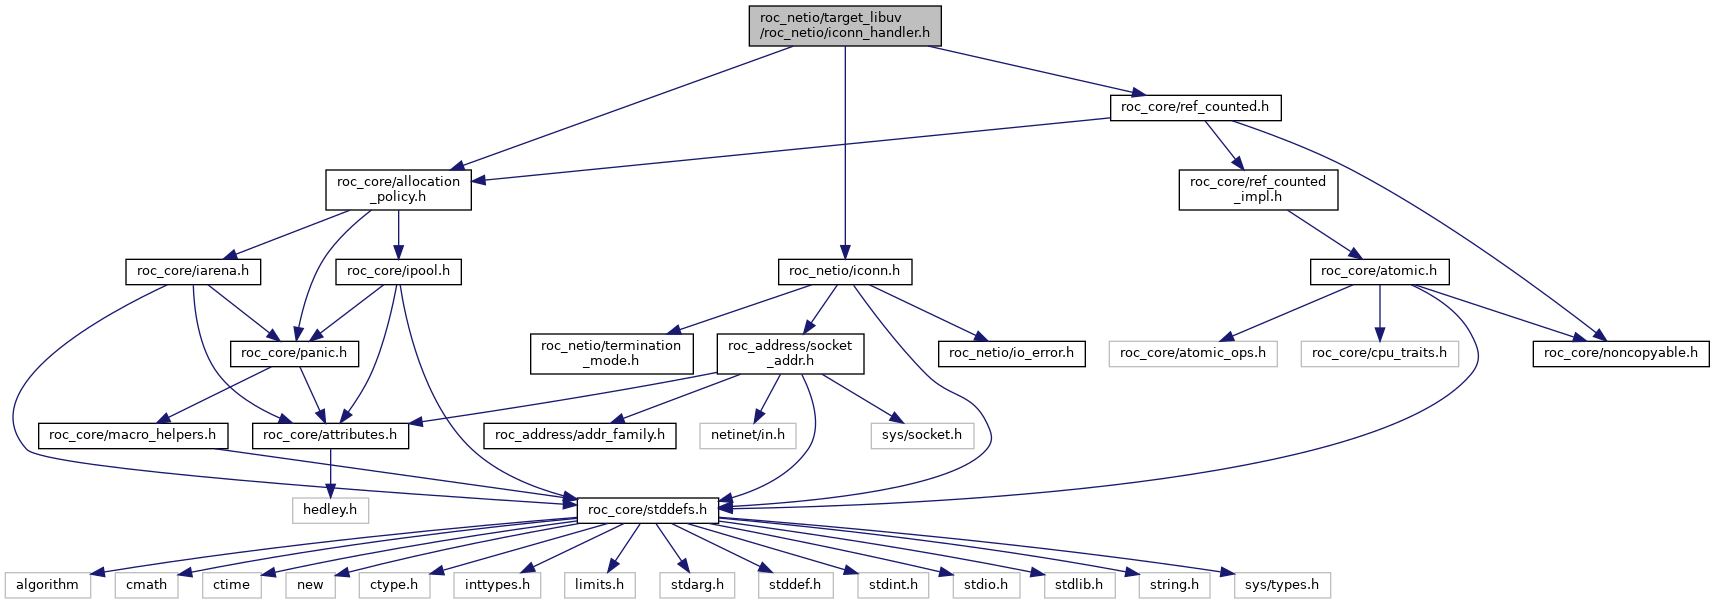 roc_netio/target_libuv
/roc_netio/iconn_handler.h
roc_core/ref_counted.h
roc_core/allocation
_policy.h
roc_core/ref_counted
_impl.h
roc_core/iarena.h
roc_core/ipool.h
roc_netio/iconn.h
roc_core/atomic.h
roc_core/panic.h
roc_netio/termination
_mode.h
roc_address/socket
_addr.h
roc_netio/io_error.h
roc_core/atomic_ops.h
roc_core/cpu_traits.h
roc_core/noncopyable.h
roc_core/macro_helpers.h
roc_core/attributes.h
roc_address/addr_family.h
netinet/in.h
sys/socket.h
hedley.h
roc_core/stddefs.h
algorithm
cmath
ctime
new
ctype.h
inttypes.h
limits.h
stdarg.h
stddef.h
stdint.h
stdio.h
stdlib.h
string.h
sys/types.h